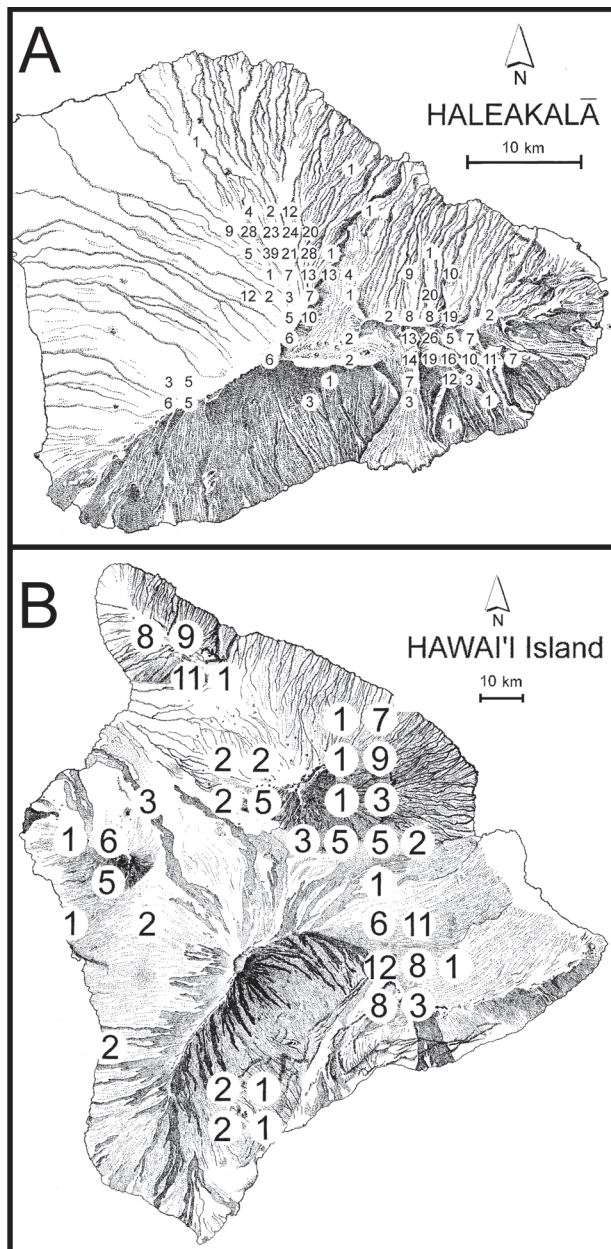 A
N
HALEAKALĀ
10 km
1
1
4 2 12 1
9 28 23 24 20
5 39 21 28 1 1
1 7 13 13 4 9 10
12 2 3 7 1 20
5 10 2 8 8 19 2
6 2 13 26 5 7
6 2 14 19 16 10 11 7
3 5 1 7 12 3
6 5 3 3 1
1
B
N
HAWAI'I Island
10 km
8 9
11 1
1 7
2 2 1 9
3 2 5 1 3
1 6 3 5 5 2
5 1
1 2 6 11
12 8 1
8 3
2
2 1
2 1